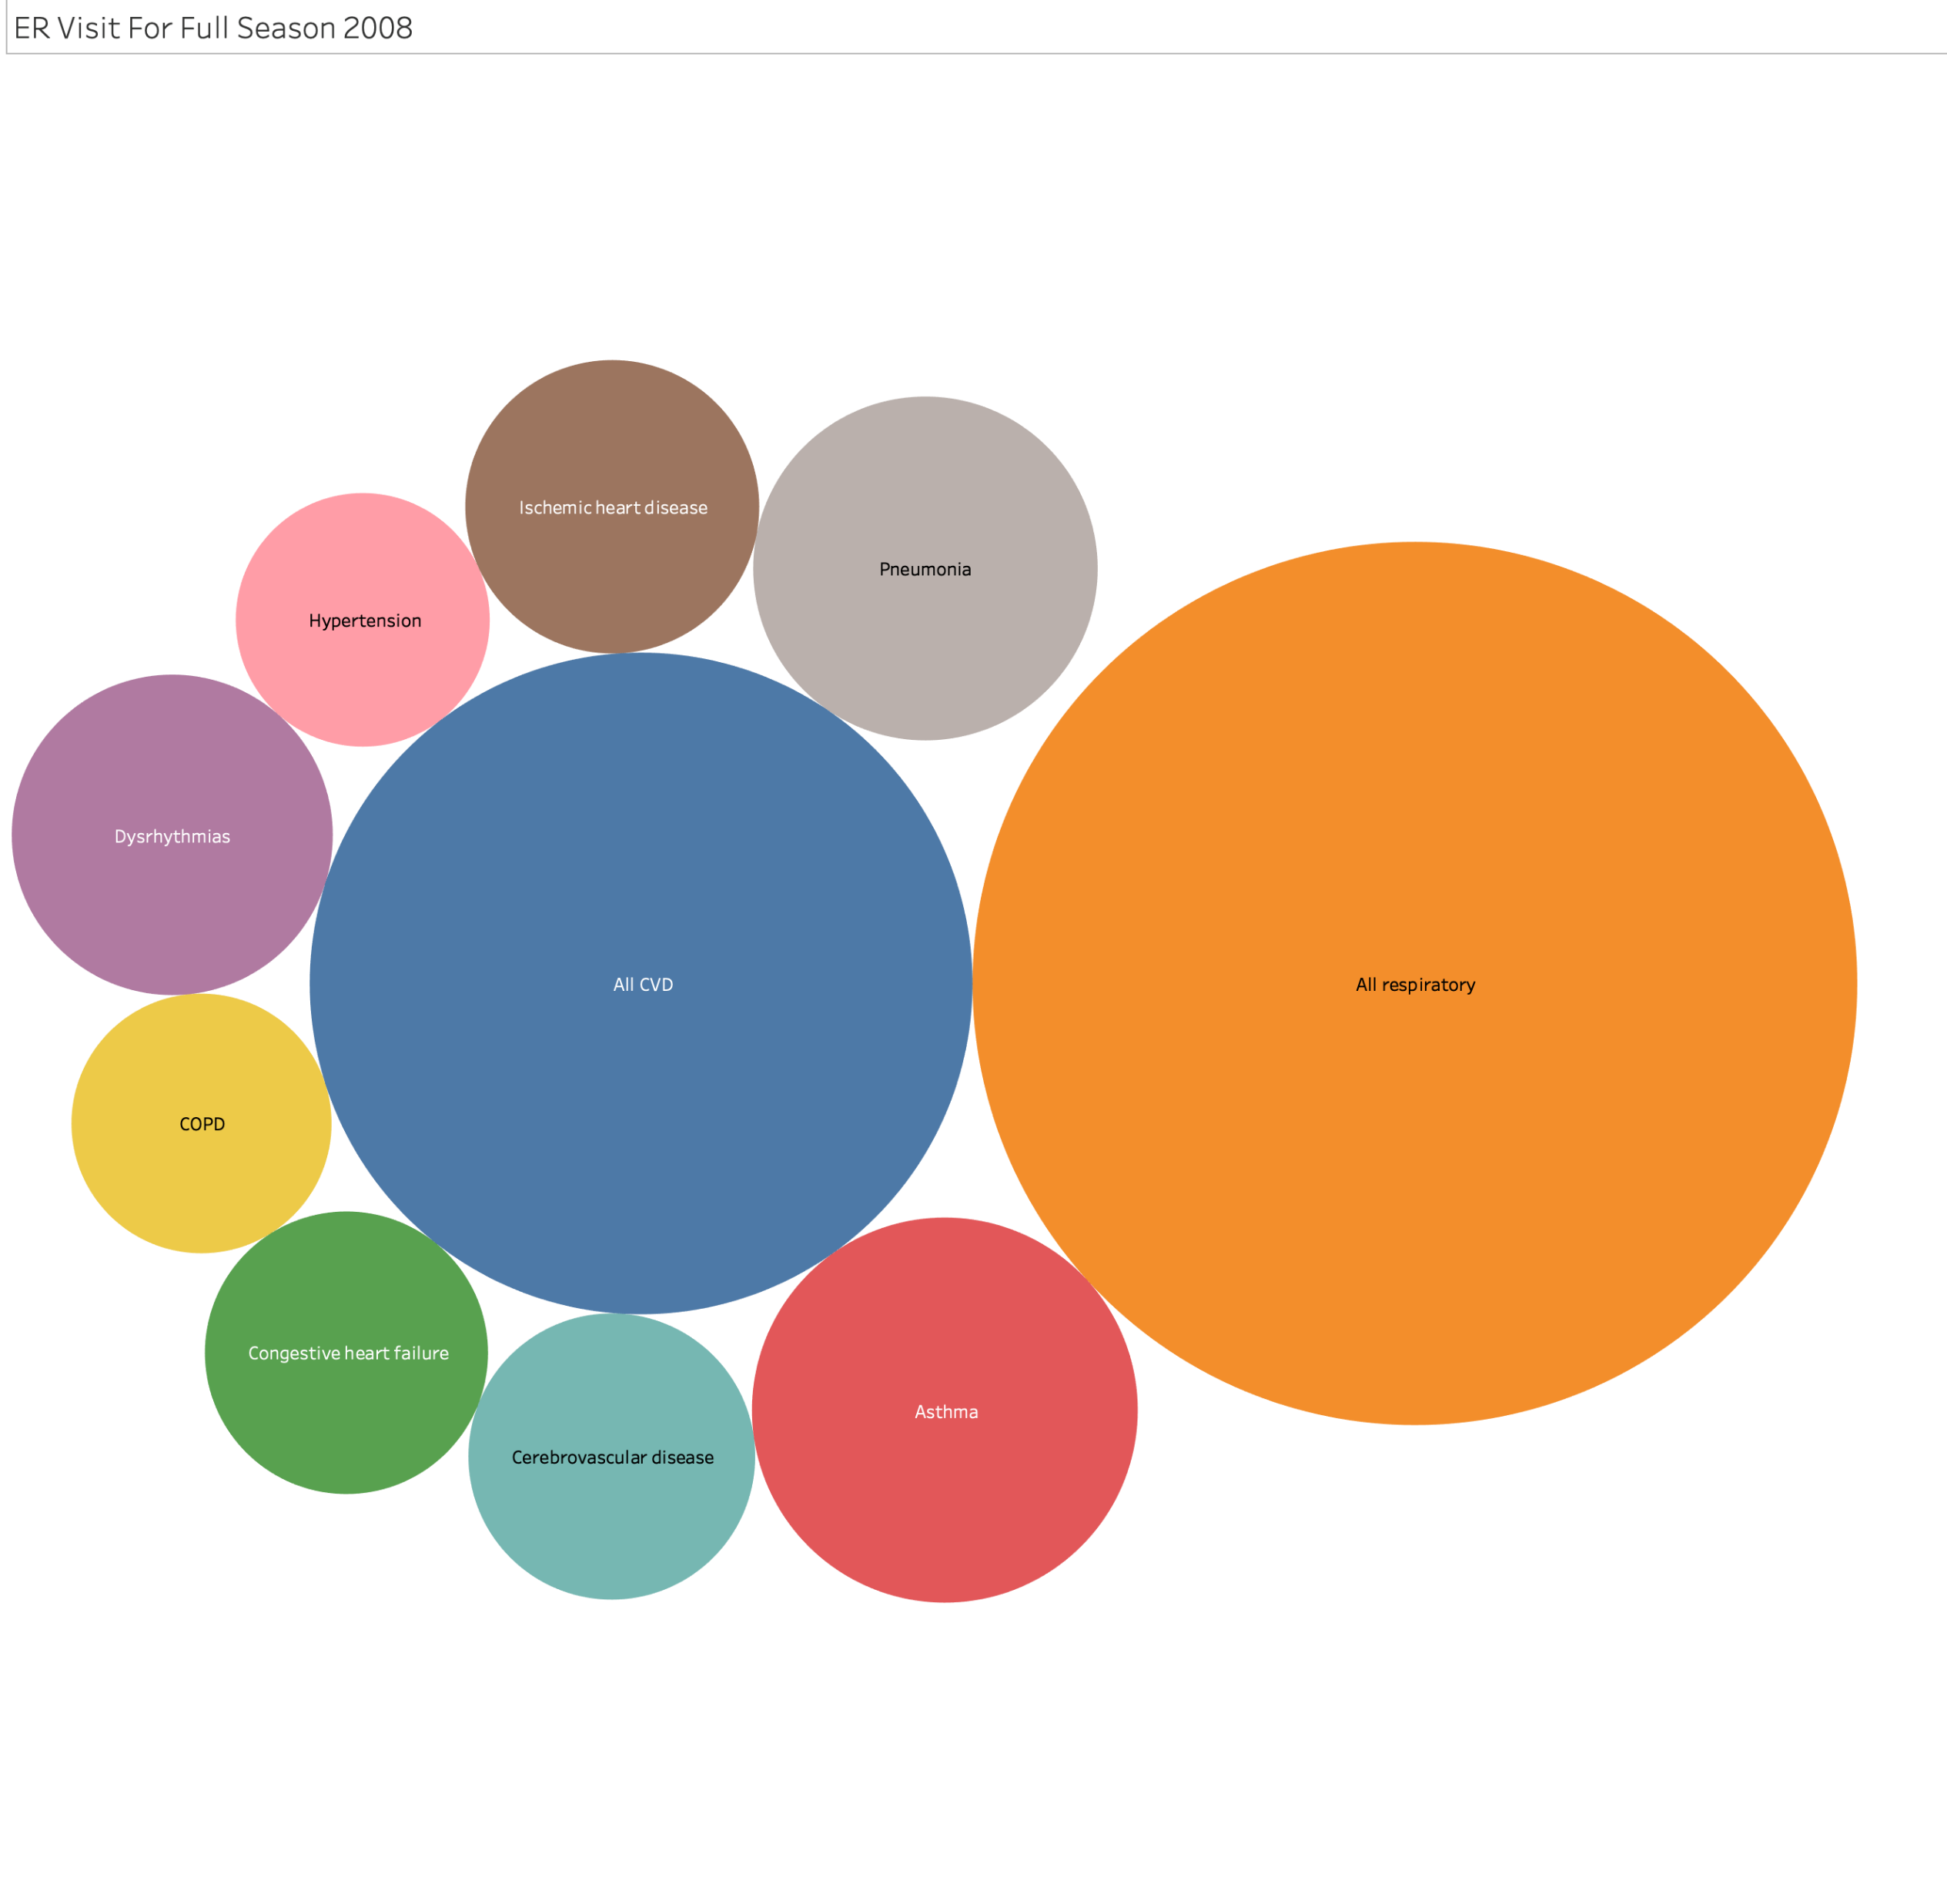 ER Visit For Full Season 2008
Ischemic heart disease
Pneumonia
Hypertension
Dysrhythmias
All CVD
All respiratory
COPD
Congestive heart failure
Asthma
Cerebrovascular disease